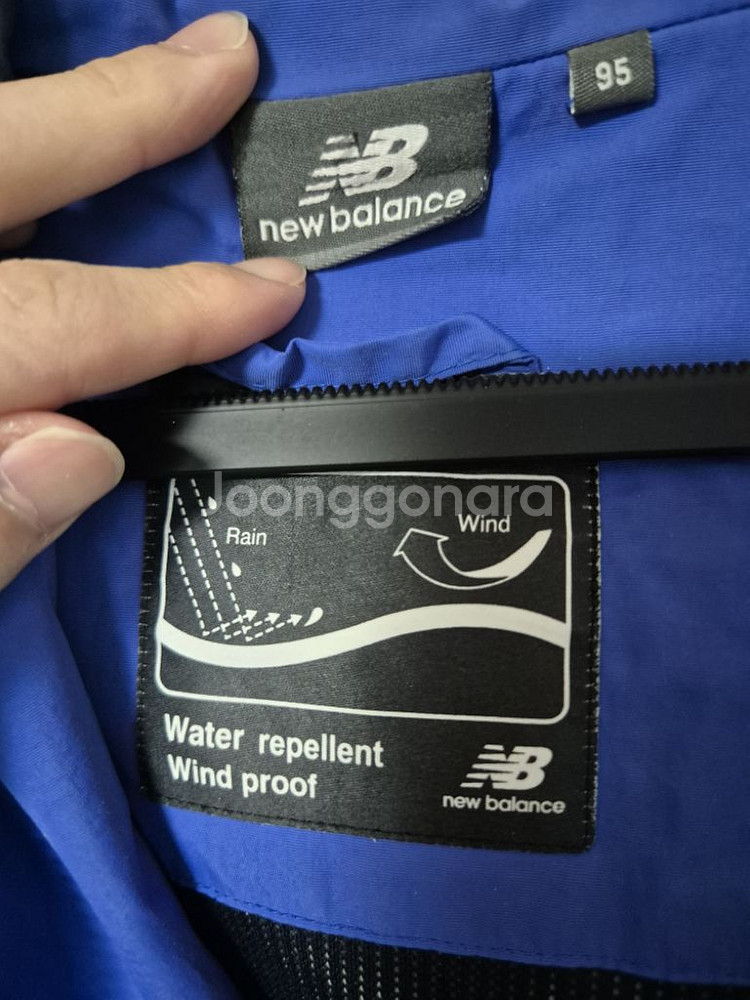 95
NB
new balance
Joonggonara
Rain
Wind
Water repellent
Wind proof
NB
new balance